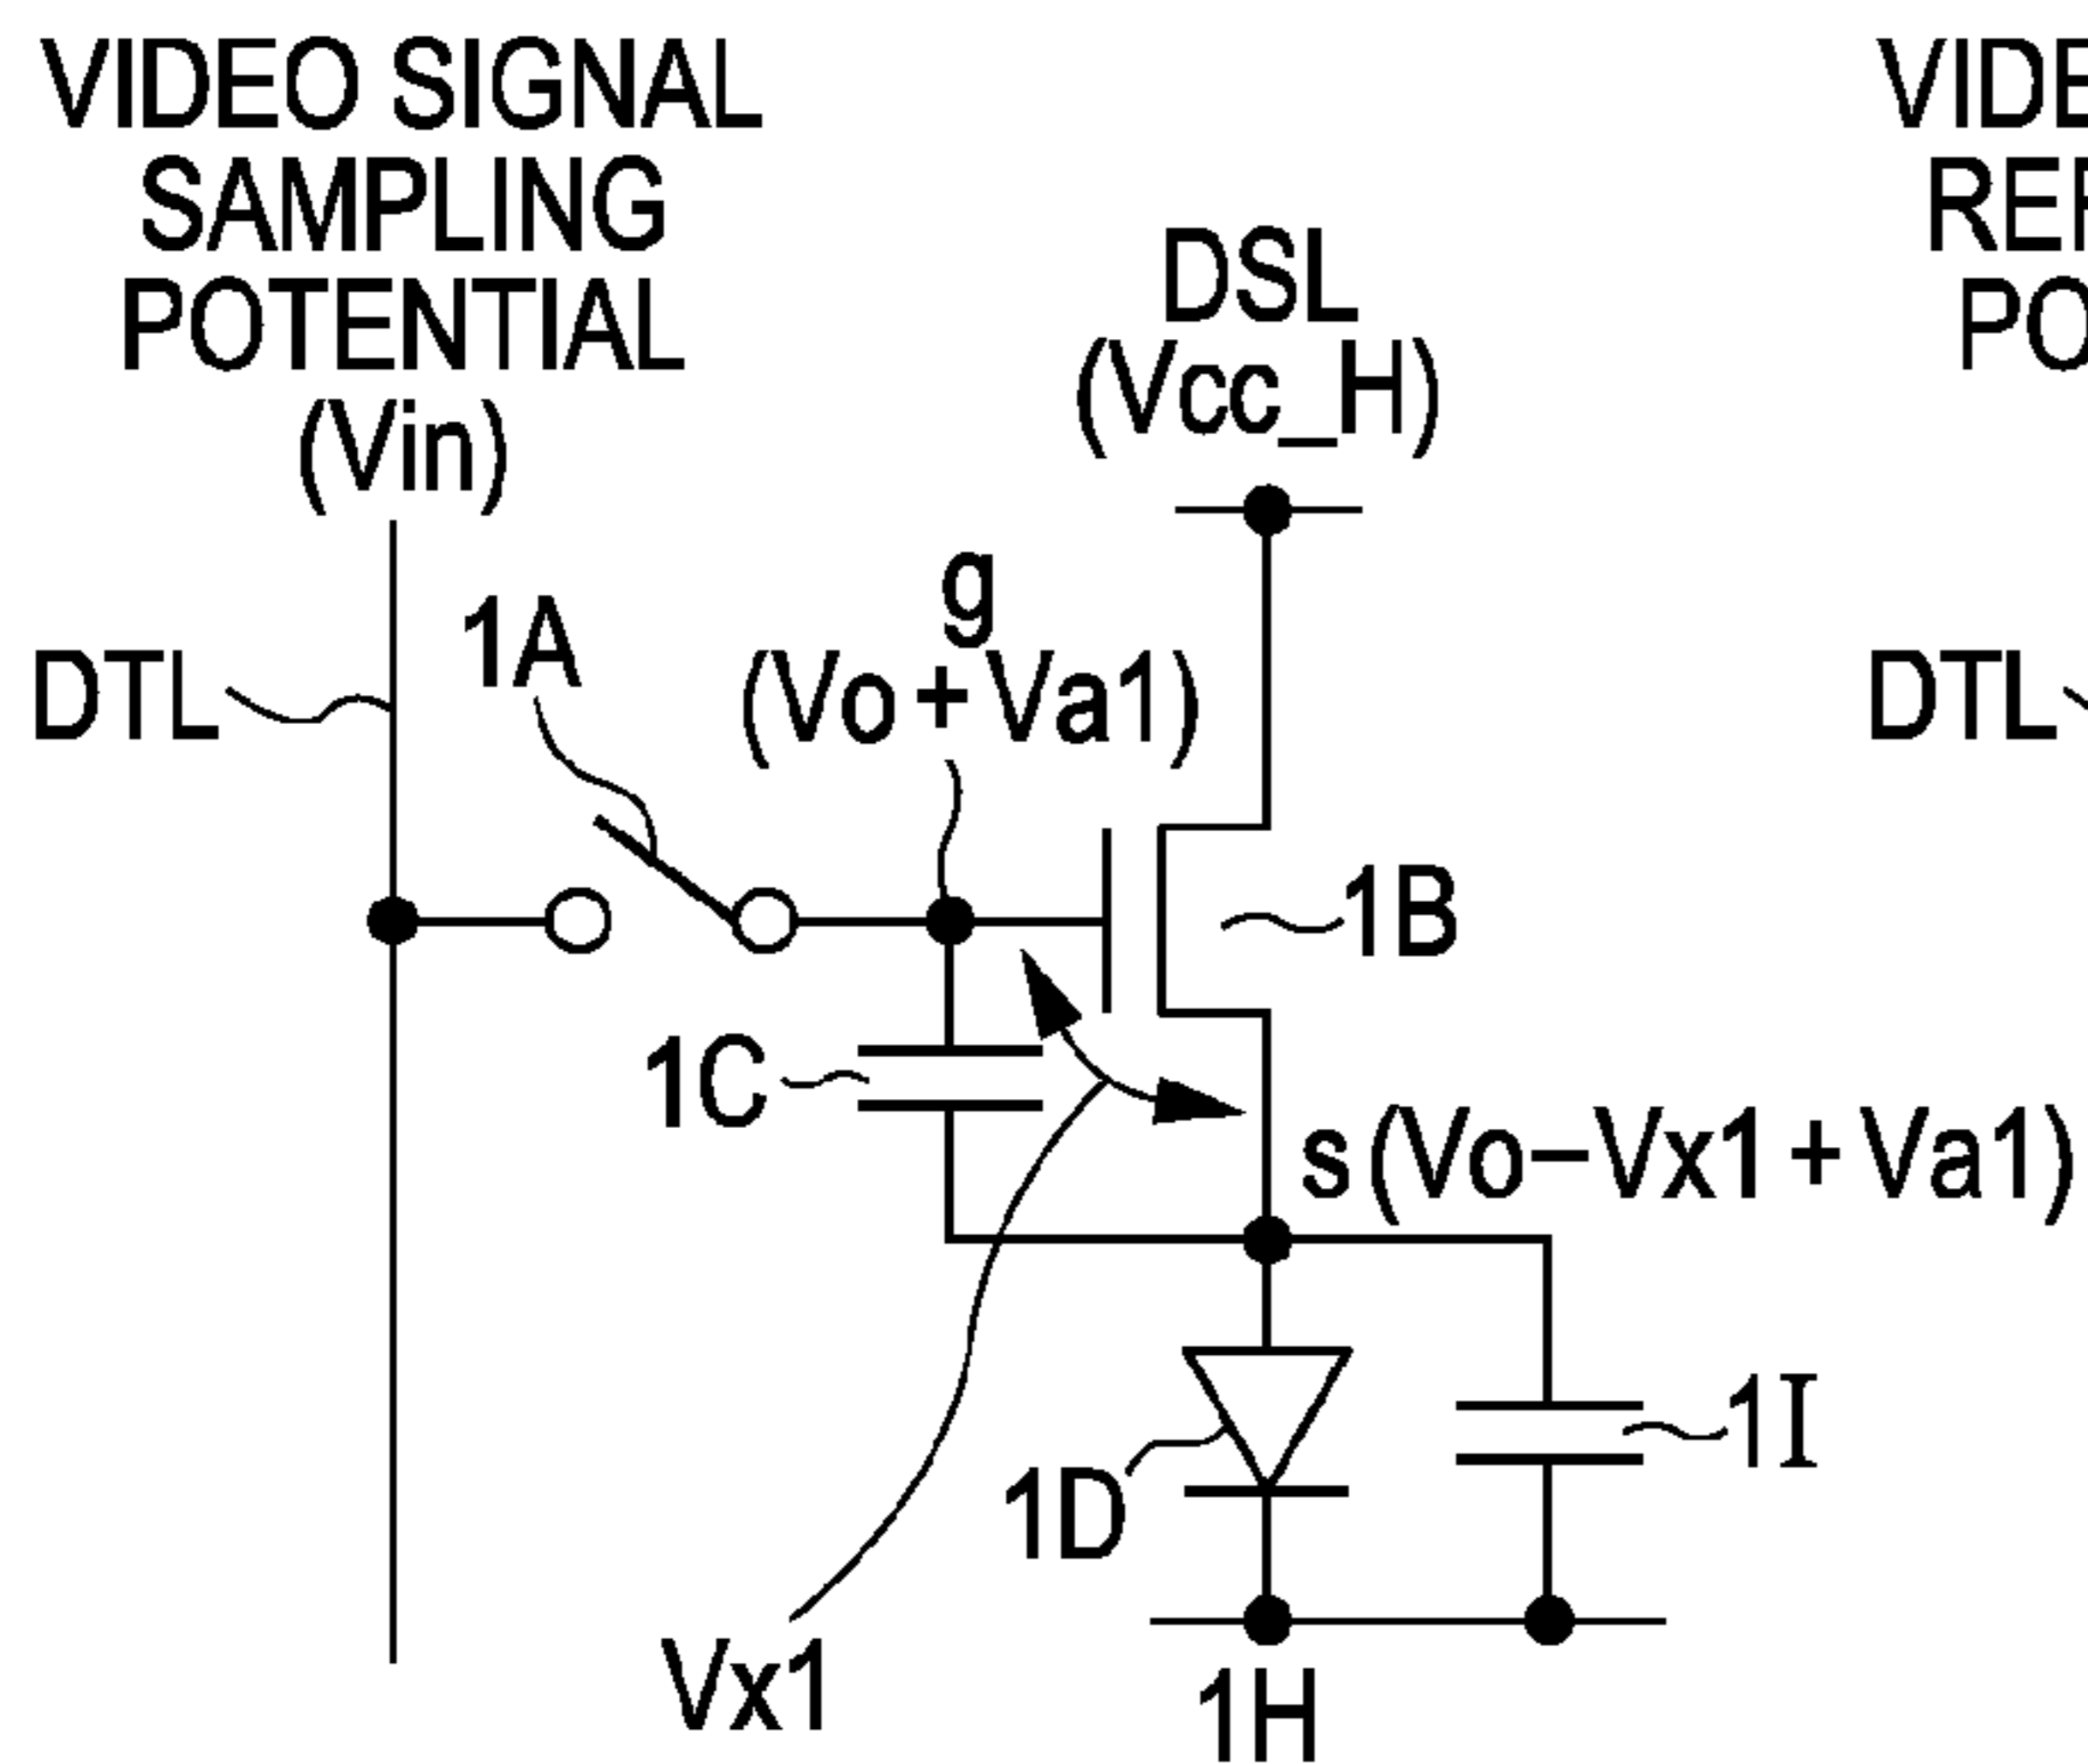 VIDEO SIGNAL
SAMPLING
POTENTIAL
(Vin)
DSL
(Vcc_H)
g
(Vo+Va1)
DTL
1A
1B
1C
s(Vo−Vx1+Va1)
1D
1I
Vx1
1H
DTL